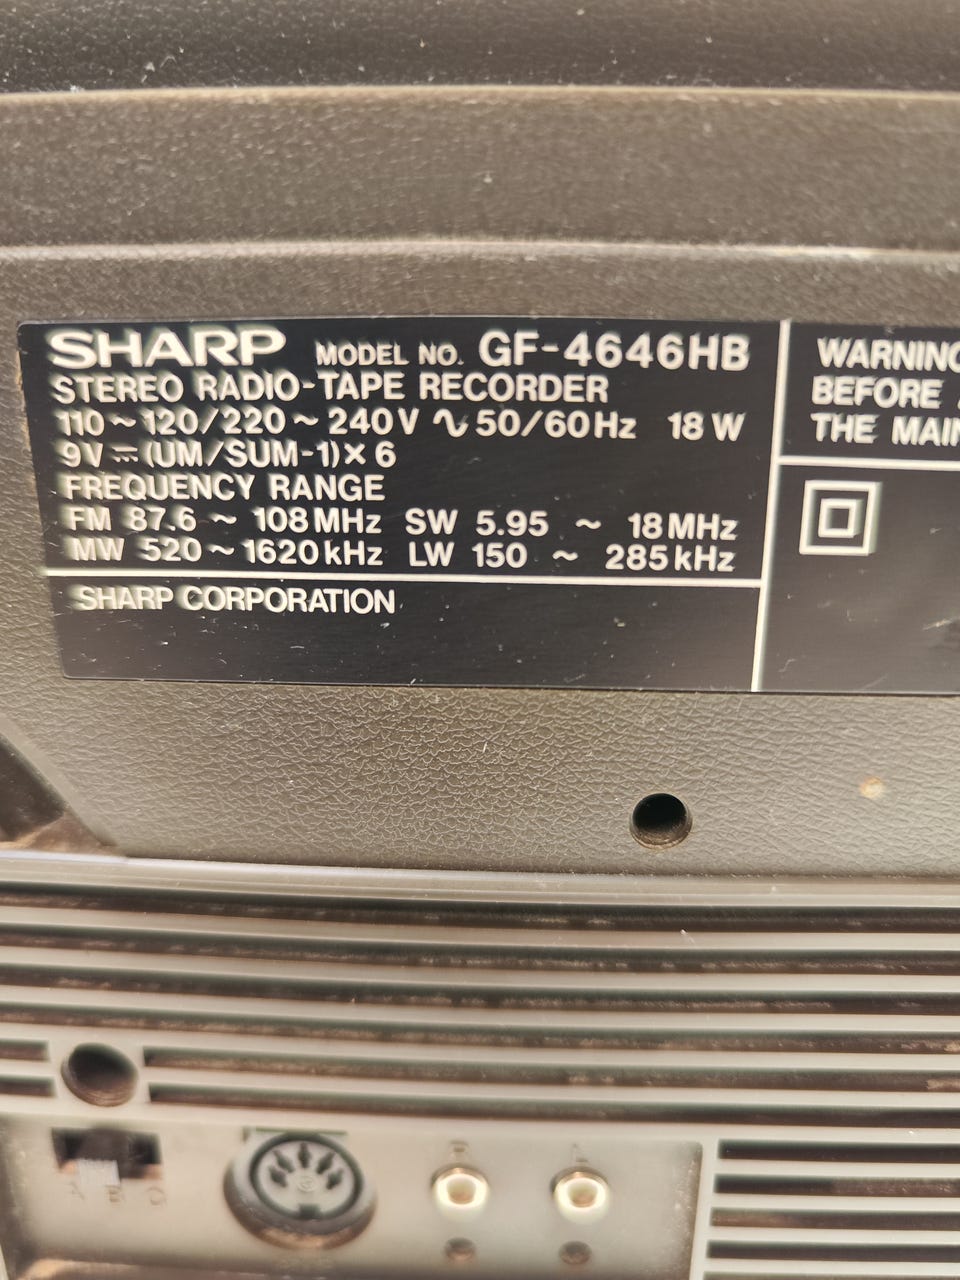 SHARP MODEL NO. GF-4646HB
STEREO RADIO-TAPE RECORDER
110~120/220~240V ∿ 50/60Hz 18W
9V ⎓ (UM/SUM-1)×6
FREQUENCY RANGE
FM 87.6 ~ 108MHz SW 5.95 ~ 18MHz
MW 520~1620kHz LW 150 ~ 285kHz
SHARP CORPORATION
WARNING
BEFORE
THE MAIN
R L
A B C